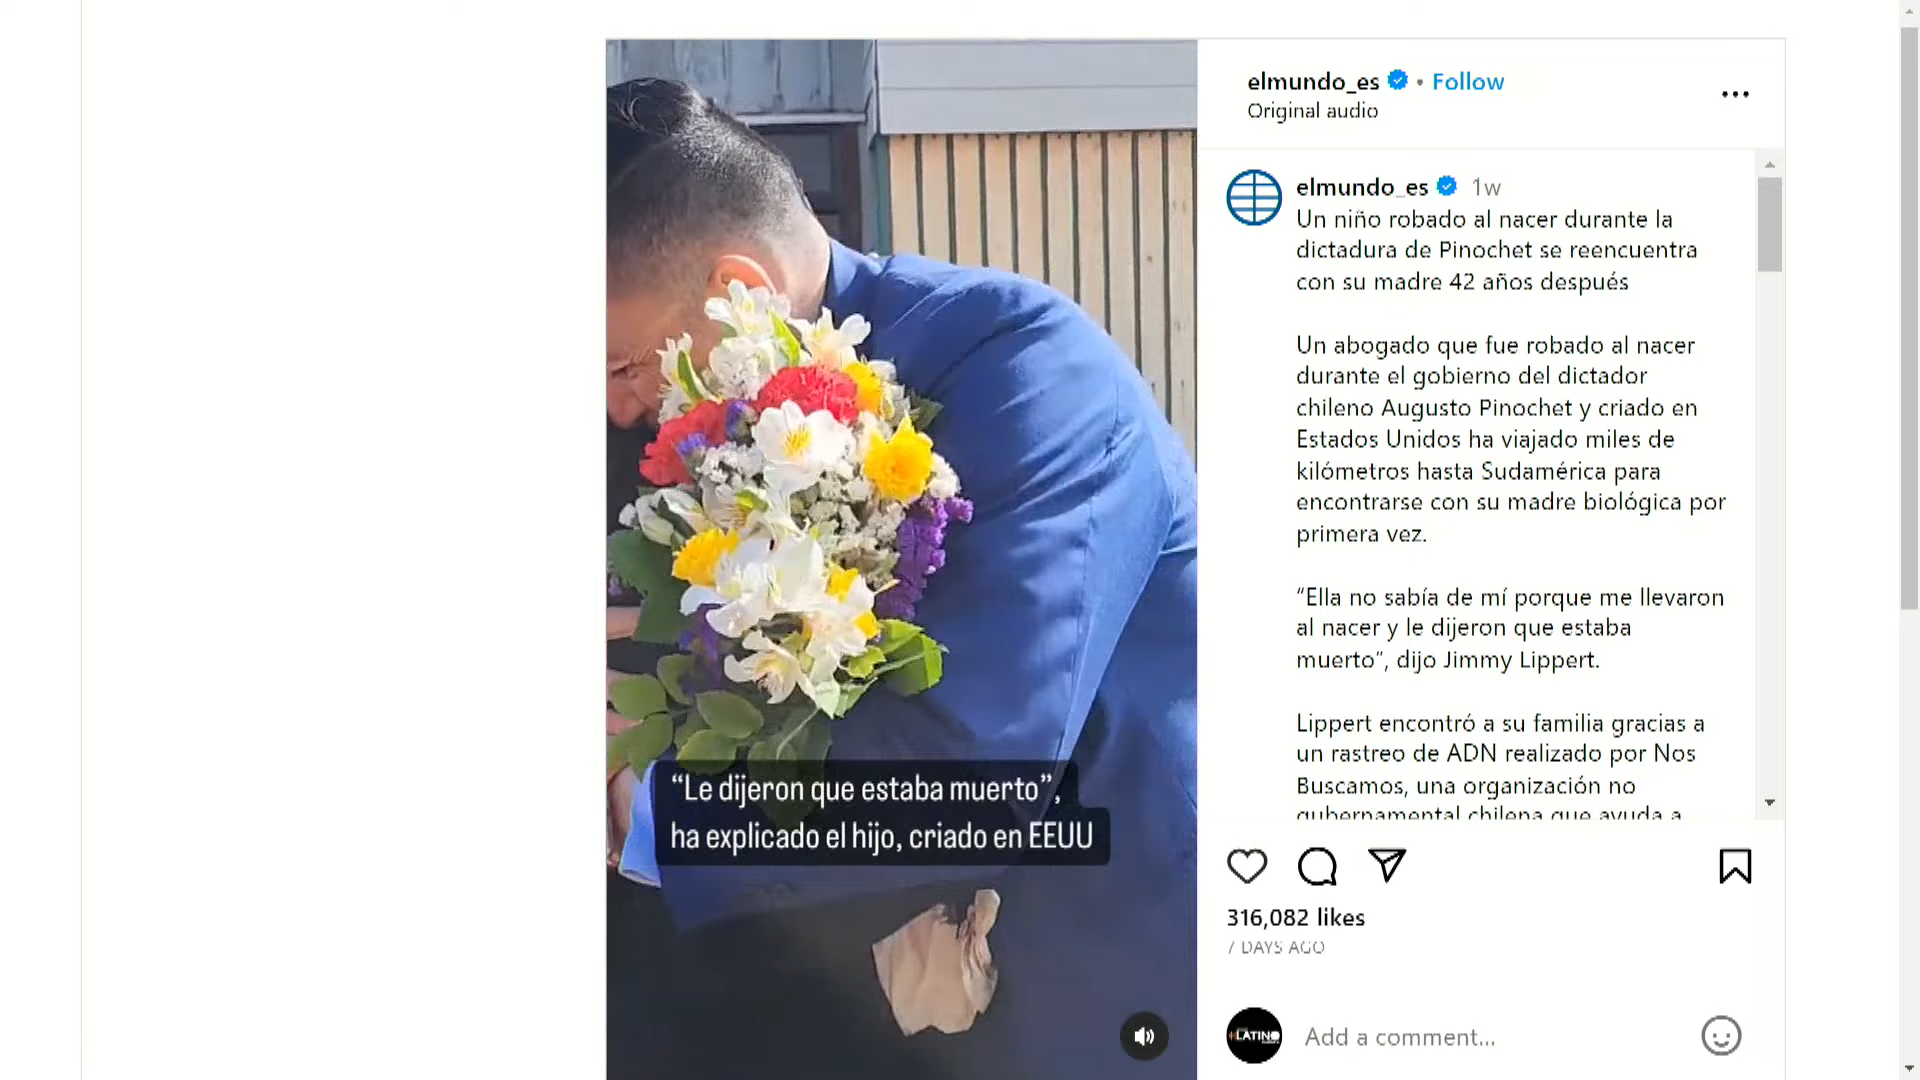 elmundo_es • Follow
Original audio
elmundo_es 1w
Un niño robado al nacer durante la
dictadura de Pinochet se reencuentra
con su madre 42 años después
Un abogado que fue robado al nacer
durante el gobierno del dictador
chileno Augusto Pinochet y criado en
Estados Unidos ha viajado miles de
kilómetros hasta Sudamérica para
encontrarse con su madre biológica por
primera vez.
“Ella no sabía de mí porque me llevaron
al nacer y le dijeron que estaba
muerto”, dijo Jimmy Lippert.
Lippert encontró a su familia gracias a
un rastreo de ADN realizado por Nos
Buscamos, una organización no
gubernamental chilena que ayuda a
“Le dijeron que estaba muerto”,
ha explicado el hijo, criado en EEUU
316,082 likes
7 DAYS AGO
LATINO
Add a comment...